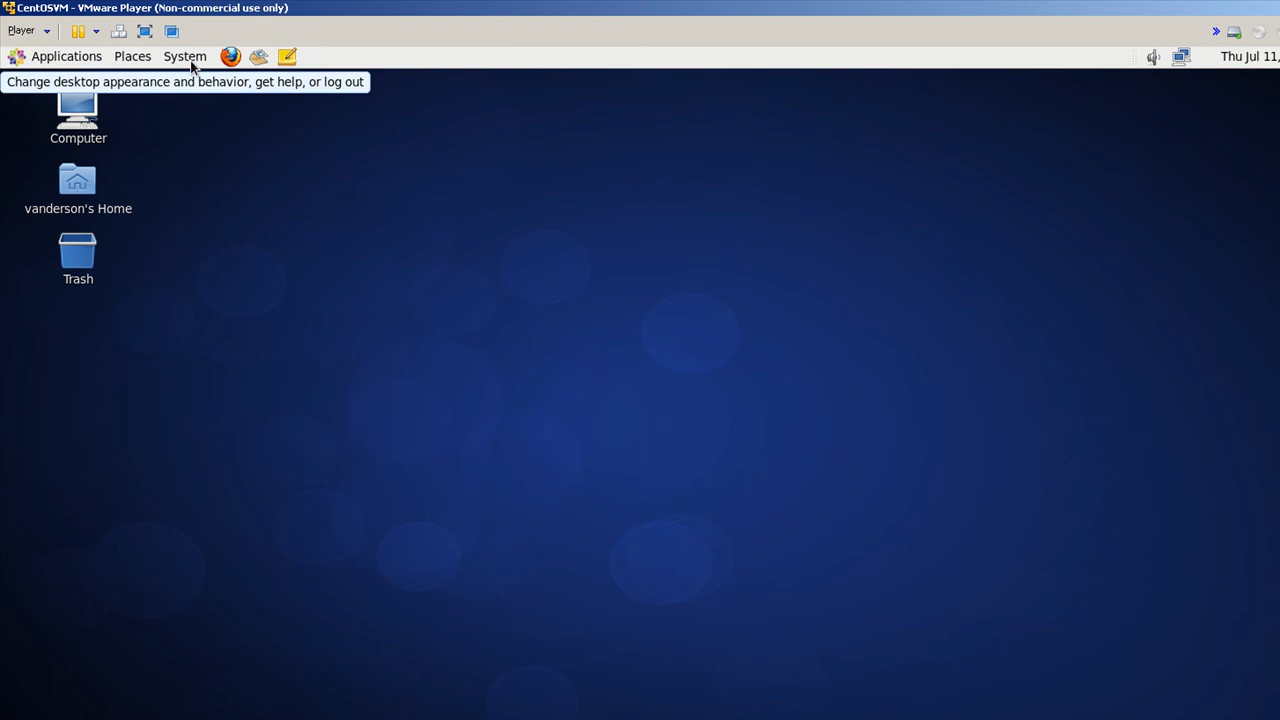 CentOSVM - VMware Player (Non-commercial use only)
Player
Applications Places System Thu Jul 11,
Change desktop appearance and behavior, get help, or log out
Computer
vanderson's Home
Trash